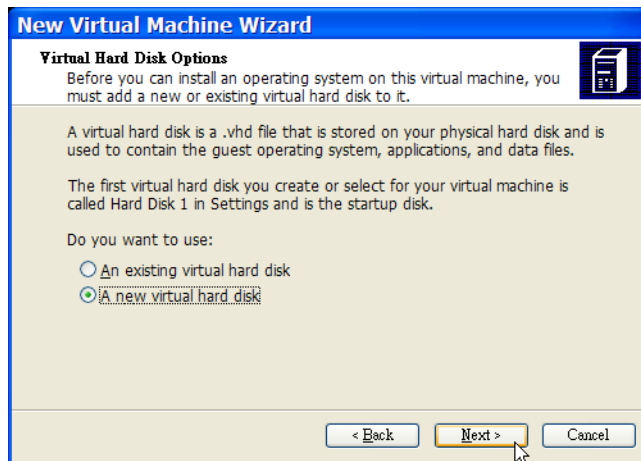 New Virtual Machine Wizard
Virtual Hard Disk Options
Before you can install an operating system on this virtual machine, you
must add a new or existing virtual hard disk to it.
A virtual hard disk is a .vhd file that is stored on your physical hard disk and is
used to contain the guest operating system, applications, and data files.
The first virtual hard disk you create or select for your virtual machine is
called Hard Disk 1 in Settings and is the startup disk.
Do you want to use:
An existing virtual hard disk
A new virtual hard disk
< Back Next > Cancel